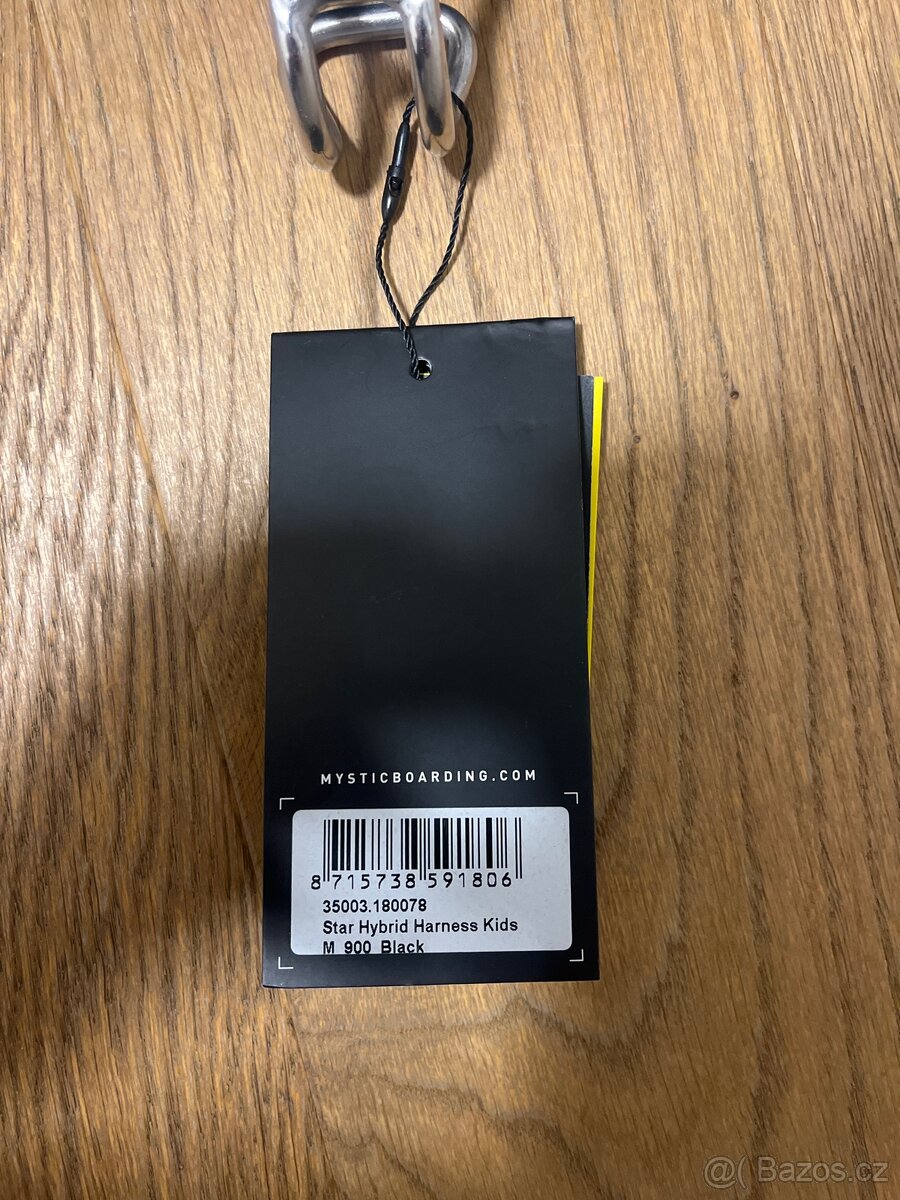 MYSTICBOARDING.COM
8 715738 591806
35003.180078
Star Hybrid Harness Kids
M 900 Black
@( Bazos.cz